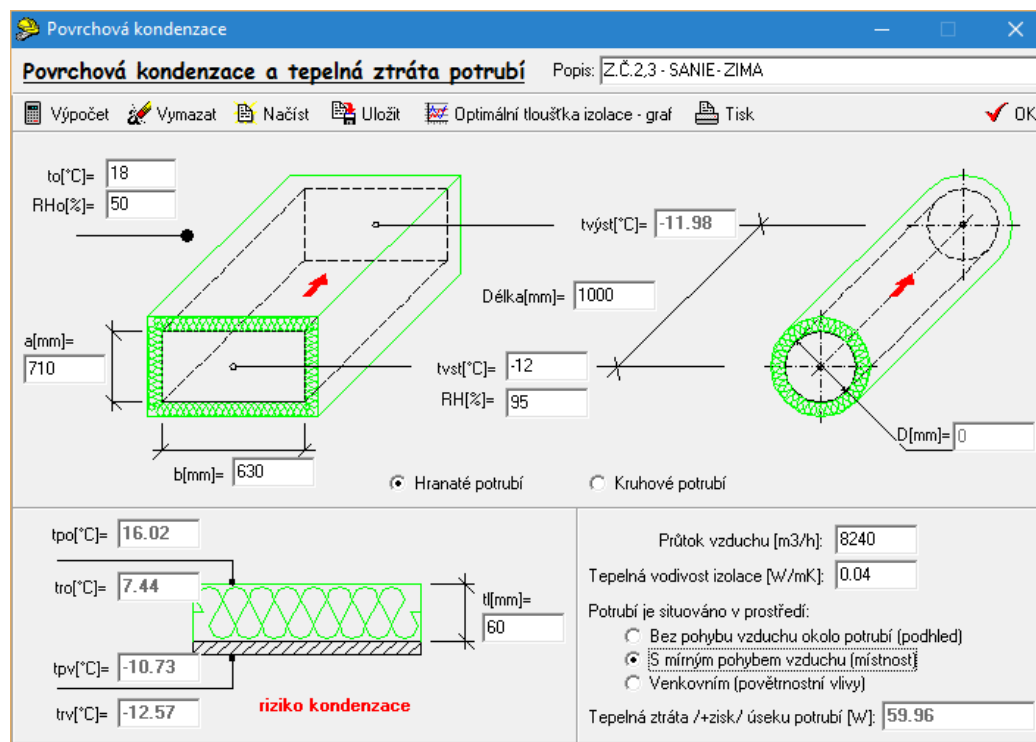 Povrchová kondenzace
Povrchová kondenzace a tepelná ztráta potrubí Popis: Z.Č.2,3 - SANIE- ZIMA
Výpočet Vymazat Načíst Uložit Optimální tloušťka izolace - graf Tisk OK
to[°C]= 18
RHo[%]= 50
tvýst[°C]= -11.98
Délka[mm]= 1000
a[mm]=
710
tvst[°C]= -12
RH[%]= 95
D[mm]= 0
b[mm]= 630
Hranaté potrubí Kruhové potrubí
tpo[°C]= 16.02
tro[°C]= 7.44
tl[mm]=
60
tpv[°C]= -10.73
trv[°C]= -12.57
riziko kondenzace
Průtok vzduchu [m3/h]: 8240
Tepelná vodivost izolace [W/mK]: 0.04
Potrubí je situováno v prostředí:
Bez pohybu vzduchu okolo potrubí (podhled)
S mírným pohybem vzduchu (místnost)
Venkovním (povětrnostní vlivy)
Tepelná ztráta /+zisk/ úseku potrubí [W]: 59.96